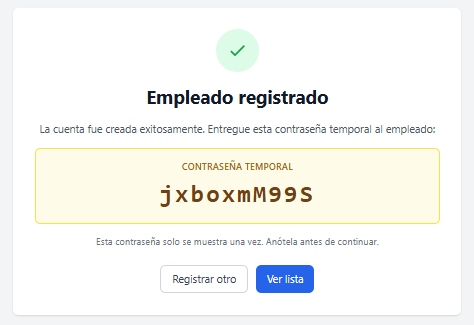 Empleado registrado
La cuenta fue creada exitosamente. Entregue esta contraseña temporal al empleado:
CONTRASEÑA TEMPORAL
jxboxmM99S
Esta contraseña solo se muestra una vez. Anótela antes de continuar.
Registrar otro Ver lista